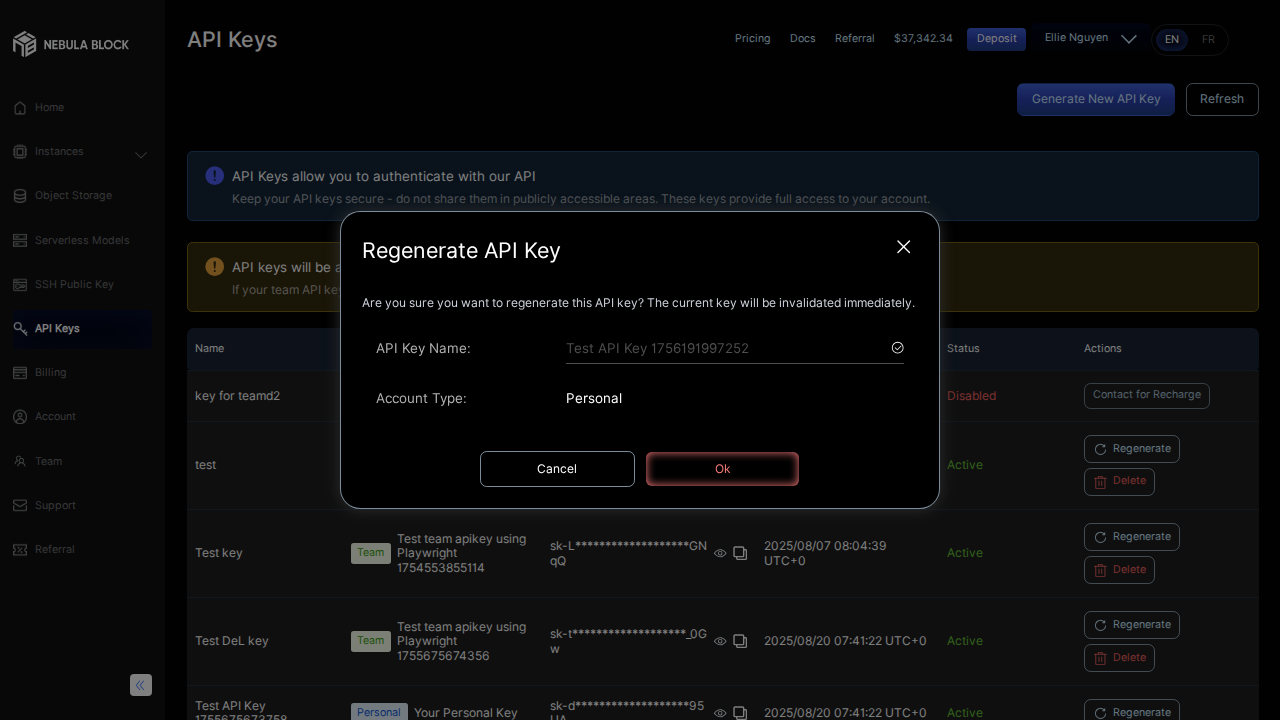 NEBULA BLOCK
API Keys
Pricing
Docs
Referral
$37,342.34
Deposit
Ellie Nguyen
EN
FR
Home
Instances
Object Storage
Serverless Models
SSH Public Key
API Keys
Billing
Account
Team
Support
Referral
Generate New API Key
Refresh
API Keys allow you to authenticate with our API
Keep your API keys secure - do not share them in publicly accessible areas. These keys provide full access to your account.
API keys will be
If your team API
Regenerate API Key
Are you sure you want to regenerate this API key? The current key will be invalidated immediately.
API Key Name:
Test API Key 1756191997252
Account Type:
Personal
Cancel
Ok
Name
Status
Actions
key for teamd2
Disabled
Contact for Recharge
test
Active
Regenerate
Delete
Test key
Team
Test team apikey using
Playwright
1754553855114
sk-L*******************GN
qQ
2025/08/07 08:04:39
UTC+0
Active
Regenerate
Delete
Test DeL key
Team
Test team apikey using
Playwright
1755675674356
sk-t*******************_0G
w
2025/08/20 07:41:22 UTC+0
Active
Regenerate
Delete
Test API Key
1755675673758
Personal
Your Personal Key
sk-d*******************95
UA
2025/08/20 07:41:22 UTC+0
Active
Regenerate